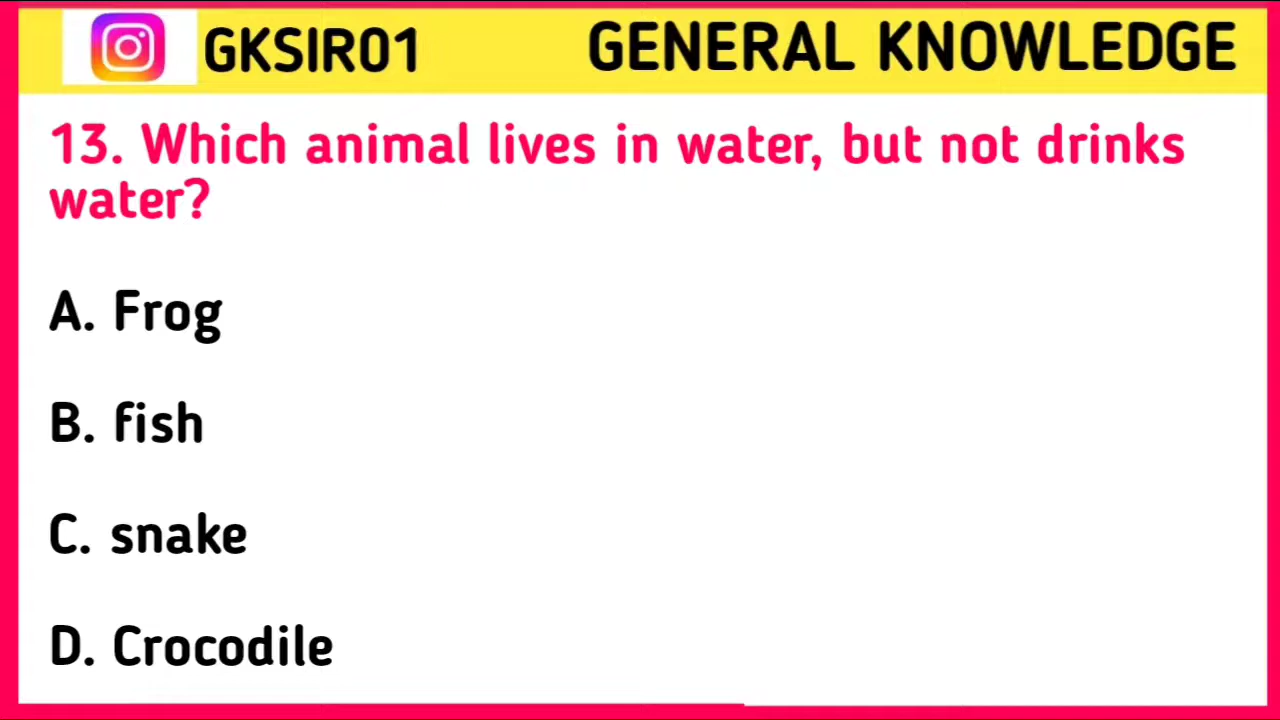 GKSIR01 GENERAL KNOWLEDGE
13. Which animal lives in water, but not drinks
water?
A. Frog
B. fish
C. snake
D. Crocodile